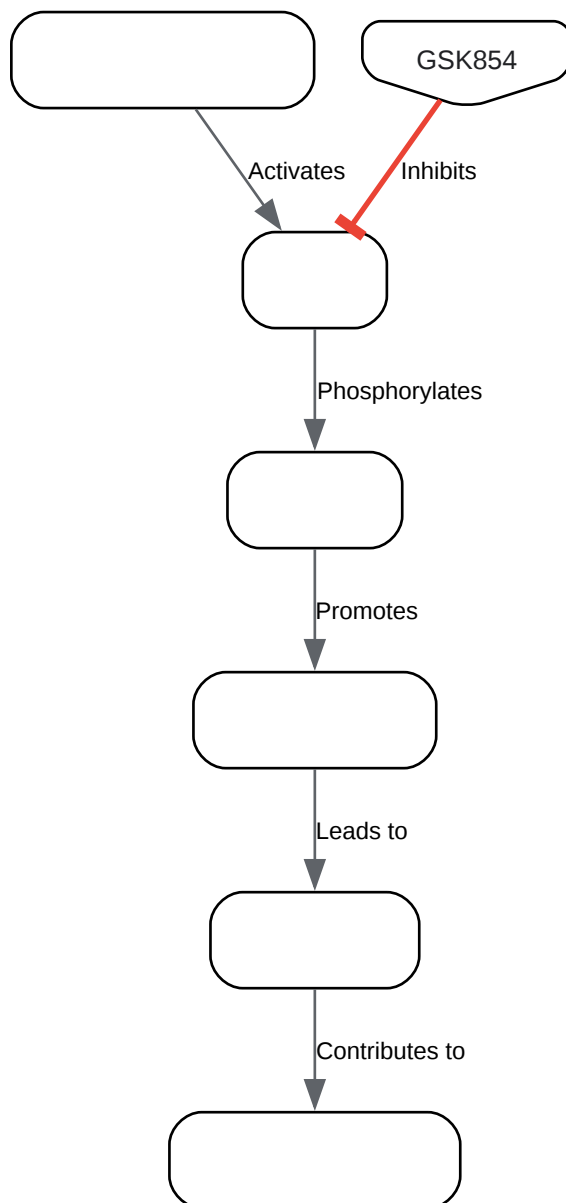 GSK854
Activates
Inhibits
Phosphorylates
Promotes
Leads to
Contributes to